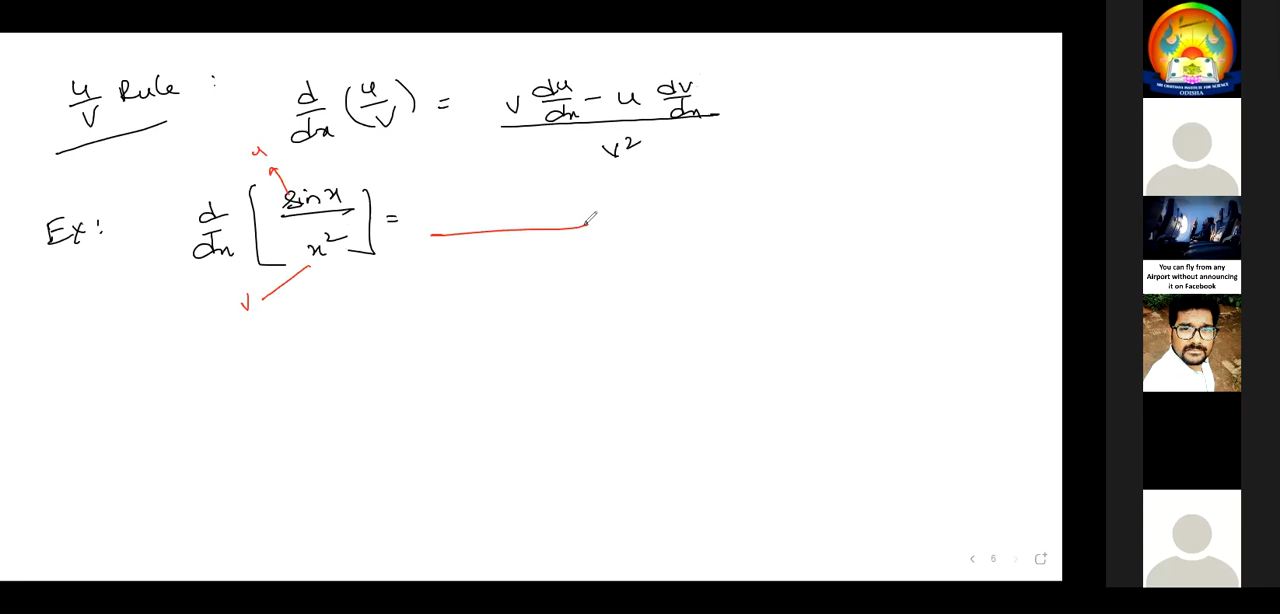 u/v Rule : d/dx (u/v) = (v du/dx - u dv/dx) / v²
u
Ex: d/dx [sin x / x²] =
v
6
ODISHA
You can fly from any
Airport without announcing
it on Facebook